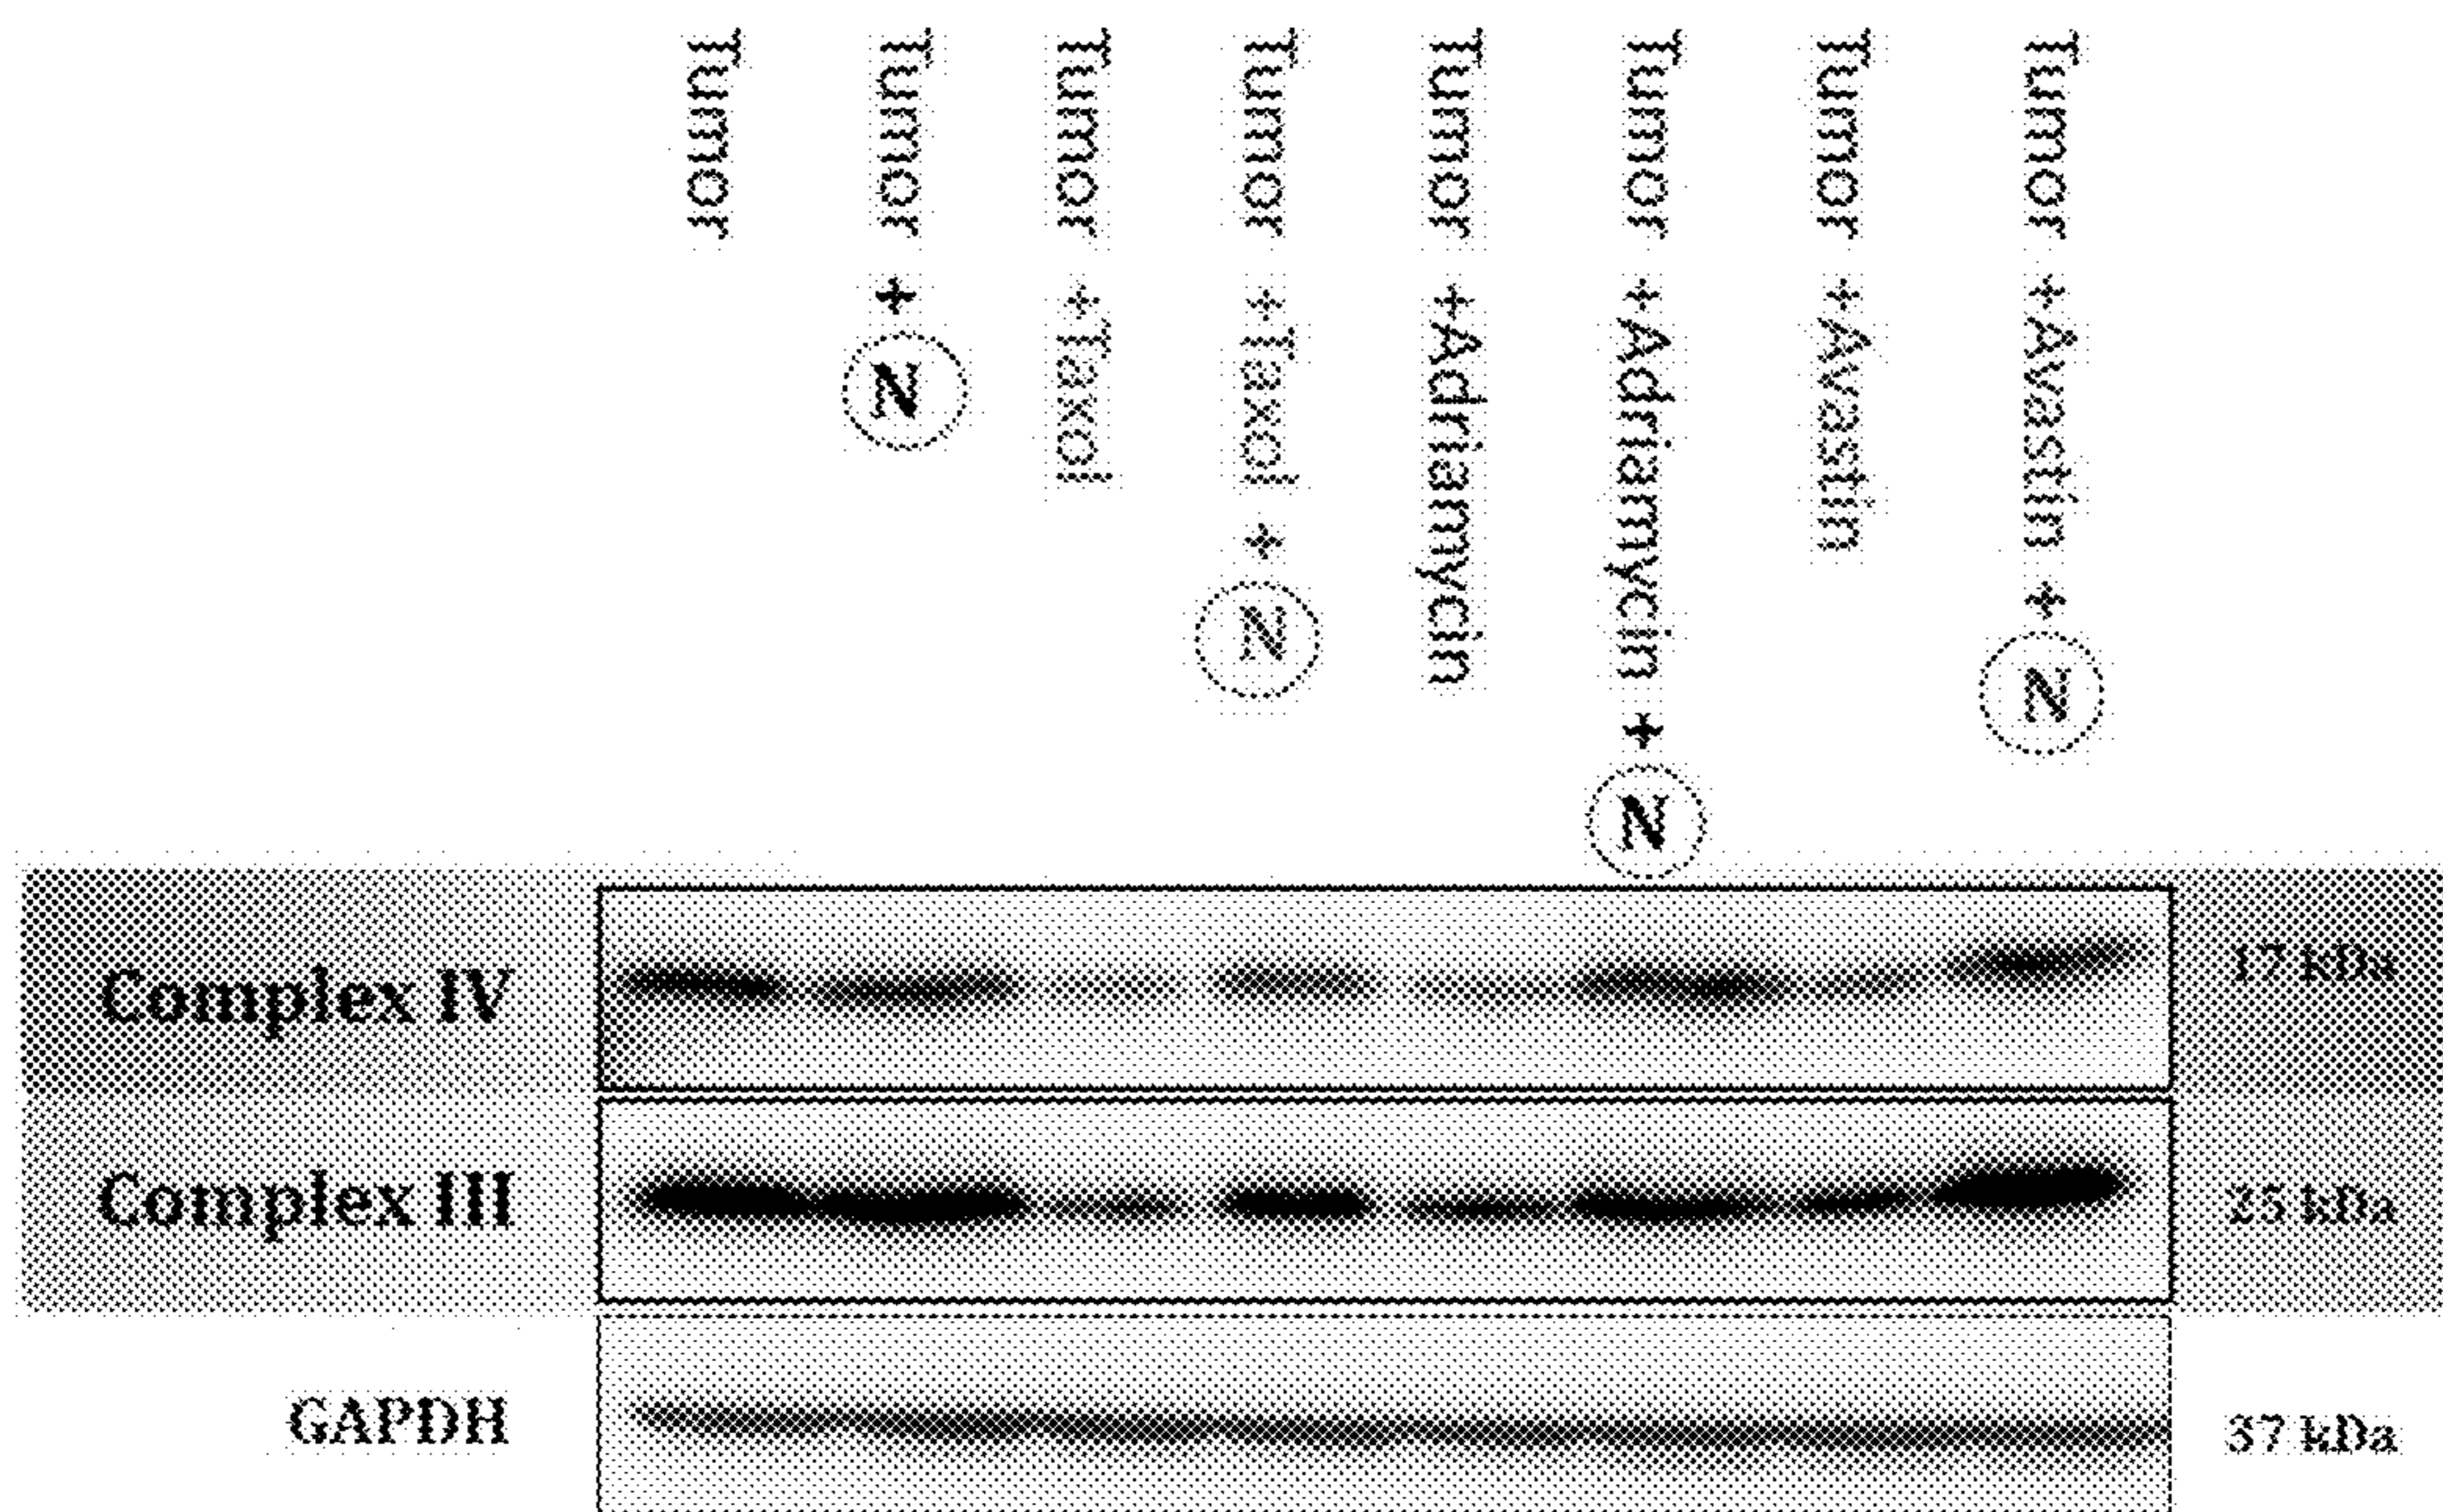 Tumor
Tumor + N
Tumor +Taxol
Tumor +Taxol + N
Tumor +Adriamycin
Tumor +Adriamycin + N
Tumor +Avastin
Tumor +Avastin + N
Complex IV 17 kDa
Complex III 25 kDa
GAPDH 37 kDa